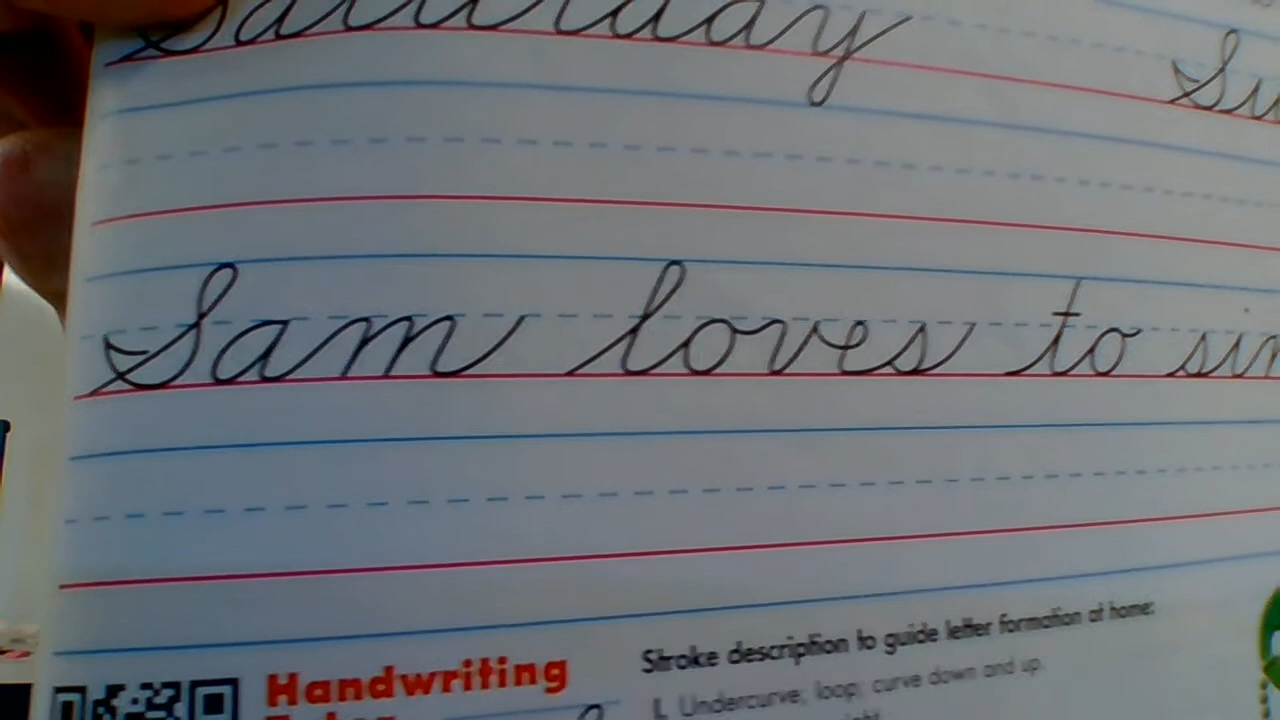 Saturday
Sam loves to
Handwriting
Stroke description to guide letter formation at home:
1. Undercurve; loop; curve down and up.